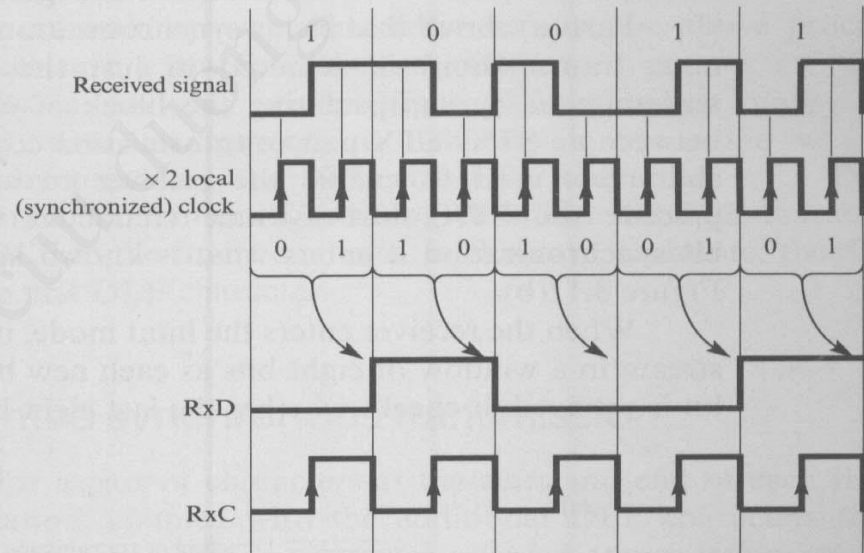 1 0 0 1 1
Received signal
× 2 local
(synchronized) clock
0 1 1 0 1 0 0 1 0 1
RxD
RxC